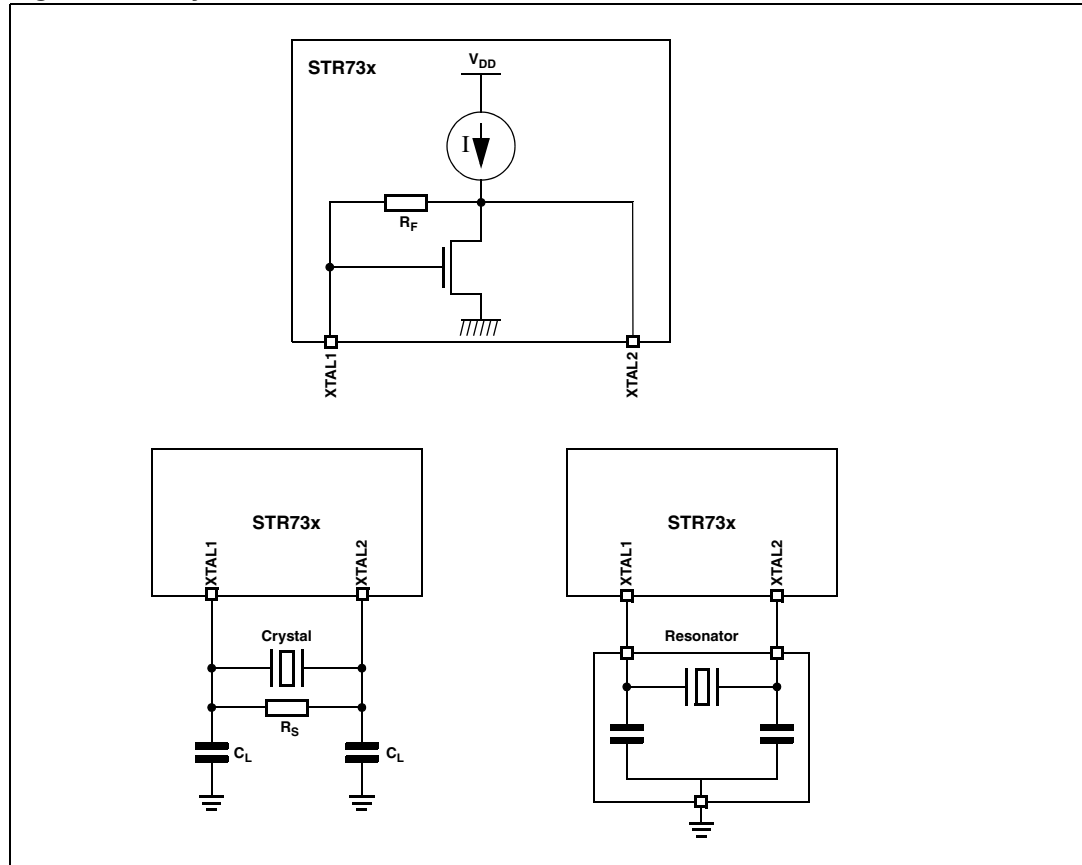 STR73x
VDD
I
RF
XTAL1
XTAL2
STR73x
XTAL1
XTAL2
Crystal
RS
CL
CL
STR73x
XTAL1
XTAL2
Resonator